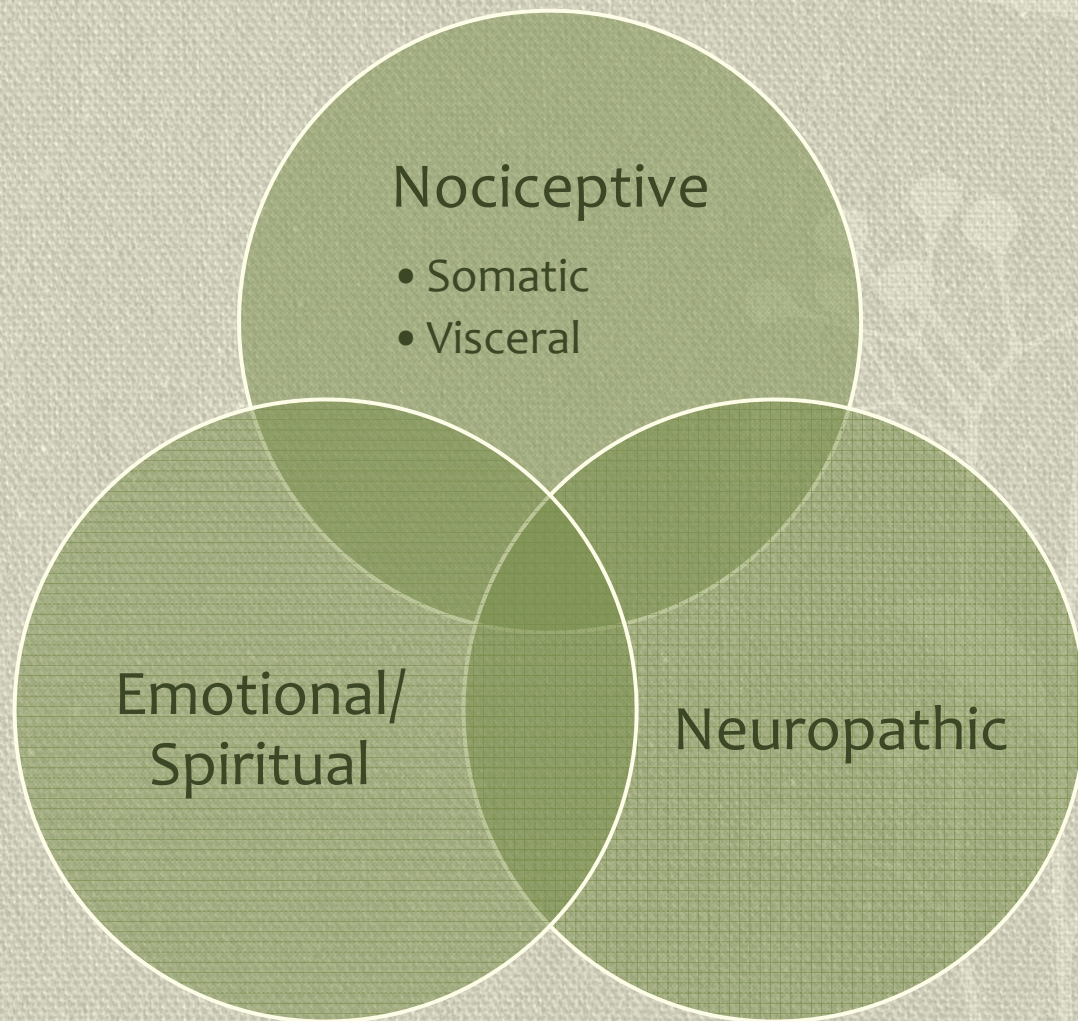 Nociceptive
• Somatic
• Visceral
Emotional/
Spiritual
Neuropathic